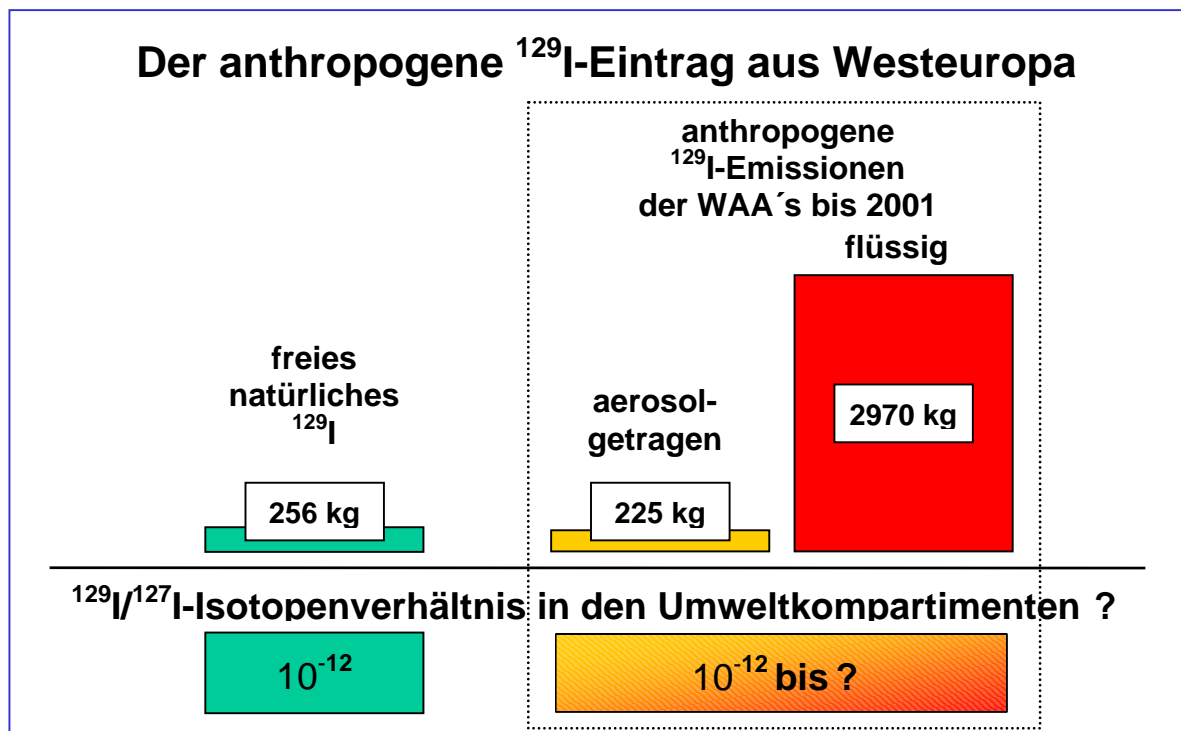 Der anthropogene ¹²⁹I-Eintrag aus Westeuropa
anthropogene
¹²⁹I-Emissionen
der WAA´s bis 2001
flüssig
freies
natürliches
¹²⁹I
aerosol-
getragen
2970 kg
256 kg
225 kg
¹²⁹I/¹²⁷I-Isotopenverhältnis in den Umweltkompartimenten ?
10⁻¹²
10⁻¹² bis ?